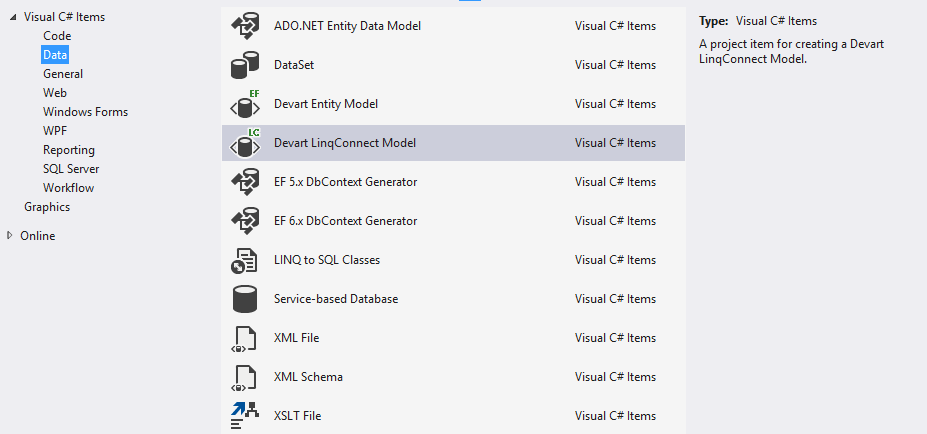 Visual C# Items
Code
Data
General
Web
Windows Forms
WPF
Reporting
SQL Server
Workflow
Graphics
Online
ADO.NET Entity Data Model Visual C# Items
DataSet Visual C# Items
EF
Devart Entity Model Visual C# Items
LC
Devart LinqConnect Model Visual C# Items
EF 5.x DbContext Generator Visual C# Items
EF 6.x DbContext Generator Visual C# Items
LINQ to SQL Classes Visual C# Items
Service-based Database Visual C# Items
XML File Visual C# Items
XML Schema Visual C# Items
XSLT File Visual C# Items
Type: Visual C# Items
A project item for creating a Devart
LinqConnect Model.